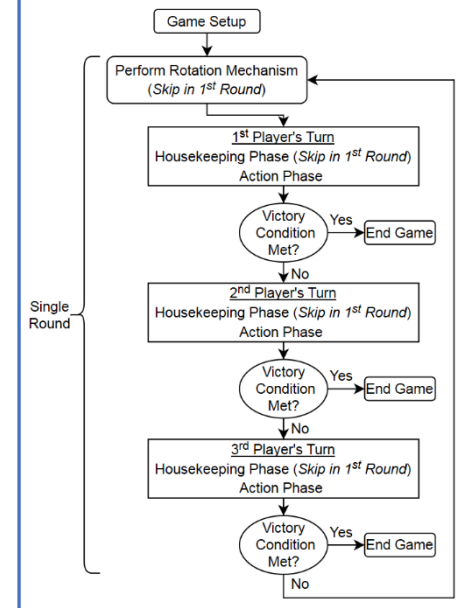 Game Setup
Perform Rotation Mechanism
(Skip in 1st Round)
1st Player's Turn
Housekeeping Phase (Skip in 1st Round)
Action Phase
Victory
Condition
Met?
Yes
End Game
No
2nd Player's Turn
Housekeeping Phase (Skip in 1st Round)
Action Phase
Single
Round
Victory
Condition
Met?
Yes
End Game
No
3rd Player's Turn
Housekeeping Phase (Skip in 1st Round)
Action Phase
Victory
Condition
Met?
Yes
End Game
No